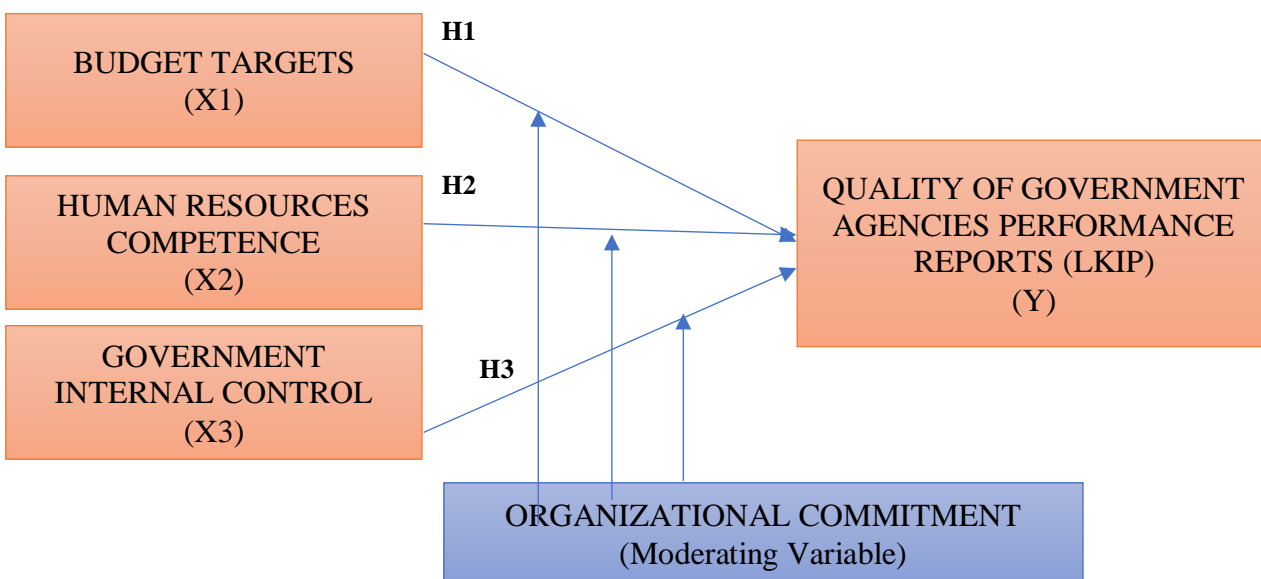 H1
BUDGET TARGETS
(X1)
H2
HUMAN RESOURCES
COMPETENCE
(X2)
QUALITY OF GOVERNMENT
AGENCIES PERFORMANCE
REPORTS (LKIP)
(Y)
GOVERNMENT
INTERNAL CONTROL
(X3)
H3
ORGANIZATIONAL COMMITMENT
(Moderating Variable)